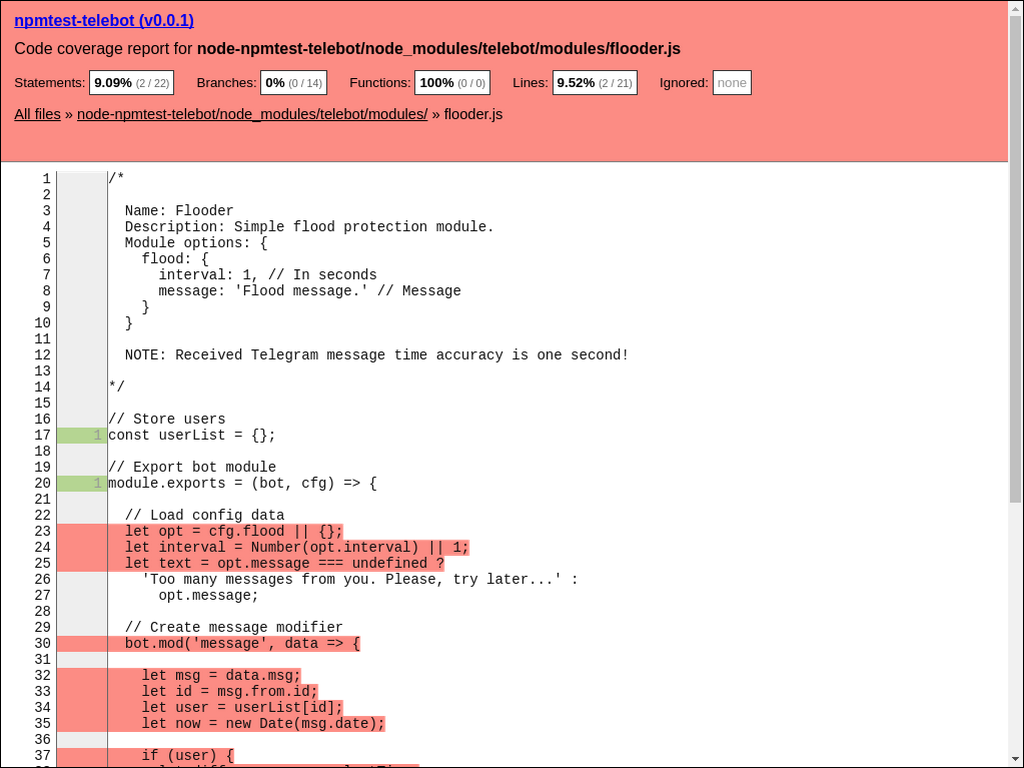 npmtest-telebot (v0.0.1)
Code coverage report for node-npmtest-telebot/node_modules/telebot/modules/flooder.js
Statements: 9.09% (2 / 22) Branches: 0% (0 / 14) Functions: 100% (0 / 0) Lines: 9.52% (2 / 21) Ignored: none
All files » node-npmtest-telebot/node_modules/telebot/modules/ » flooder.js
1 /*
2
3 Name: Flooder
4 Description: Simple flood protection module.
5 Module options: {
6 flood: {
7 interval: 1, // In seconds
8 message: 'Flood message.' // Message
9 }
10 }
11
12 NOTE: Received Telegram message time accuracy is one second!
13
14 */
15
16 // Store users
17 1 const userList = {};
18
19 // Export bot module
20 1 module.exports = (bot, cfg) => {
21
22 // Load config data
23 let opt = cfg.flood || {};
24 let interval = Number(opt.interval) || 1;
25 let text = opt.message === undefined ?
26 'Too many messages from you. Please, try later...' :
27 opt.message;
28
29 // Create message modifier
30 bot.mod('message', data => {
31
32 let msg = data.msg;
33 let id = msg.from.id;
34 let user = userList[id];
35 let now = new Date(msg.date);
36
37 if (user) {